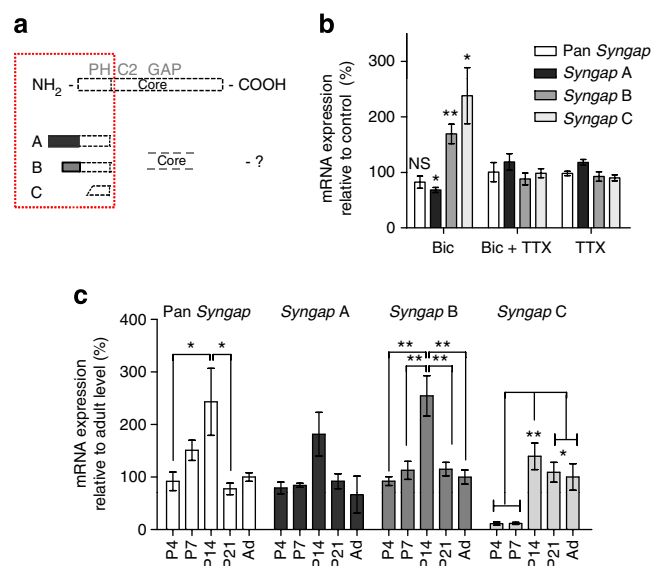 a
PH C2 GAP
NH2 - Core - COOH
A
B Core - ?
C
b
mRNA expression
relative to control (%)
300
200
100
0
Pan Syngap
Syngap A
Syngap B
Syngap C
NS * ** *
Bic Bic + TTX TTX
c
Pan Syngap Syngap A Syngap B Syngap C
mRNA expression
relative to adult level (%)
400
300
200
100
0
* * ** ** ** ** ** *
P4 P7 P14 P21 Ad P4 P7 P14 P21 Ad P4 P7 P14 P21 Ad P4 P7 P14 P21 Ad